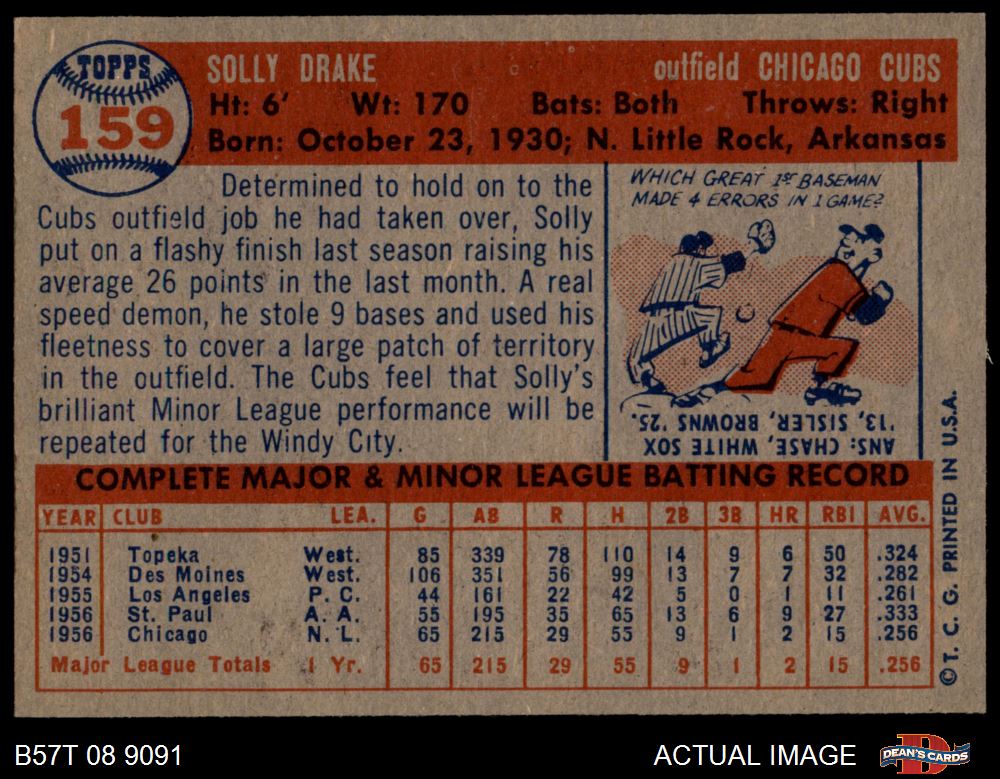 TOPPS
159
SOLLY DRAKE outfield CHICAGO CUBS
Ht: 6' Wt: 170 Bats: Both Throws: Right
Born: October 23, 1930; N. Little Rock, Arkansas
Determined to hold on to the
Cubs outfield job he had taken over, Solly
put on a flashy finish last season raising his
average 26 points in the last month. A real
speed demon, he stole 9 bases and used his
fleetness to cover a large patch of territory
in the outfield. The Cubs feel that Solly's
brilliant Minor League performance will be
repeated for the Windy City.
WHICH GREAT 1ST BASEMAN
MADE 4 ERRORS IN 1 GAME?
ANS: CHASE, WHITE SOX
'13, SISLER, BROWNS '25.
COMPLETE MAJOR & MINOR LEAGUE BATTING RECORD
YEAR CLUB LEA. G AB R H 2B 3B HR RBI AVG.
1951 Topeka West. 85 339 78 110 14 9 6 50 .324
1954 Des Moines West. 106 351 56 99 13 7 7 32 .282
1955 Los Angeles P. C. 44 161 22 42 5 0 1 11 .261
1956 St. Paul A. A. 55 195 35 65 13 6 9 27 .333
1956 Chicago N. L. 65 215 29 55 9 1 2 15 .256
Major League Totals 1 Yr. 65 215 29 55 9 1 2 15 .256
©T. C. G. PRINTED IN U.S.A.
B57T 08 9091 ACTUAL IMAGE DEAN'S CARDS